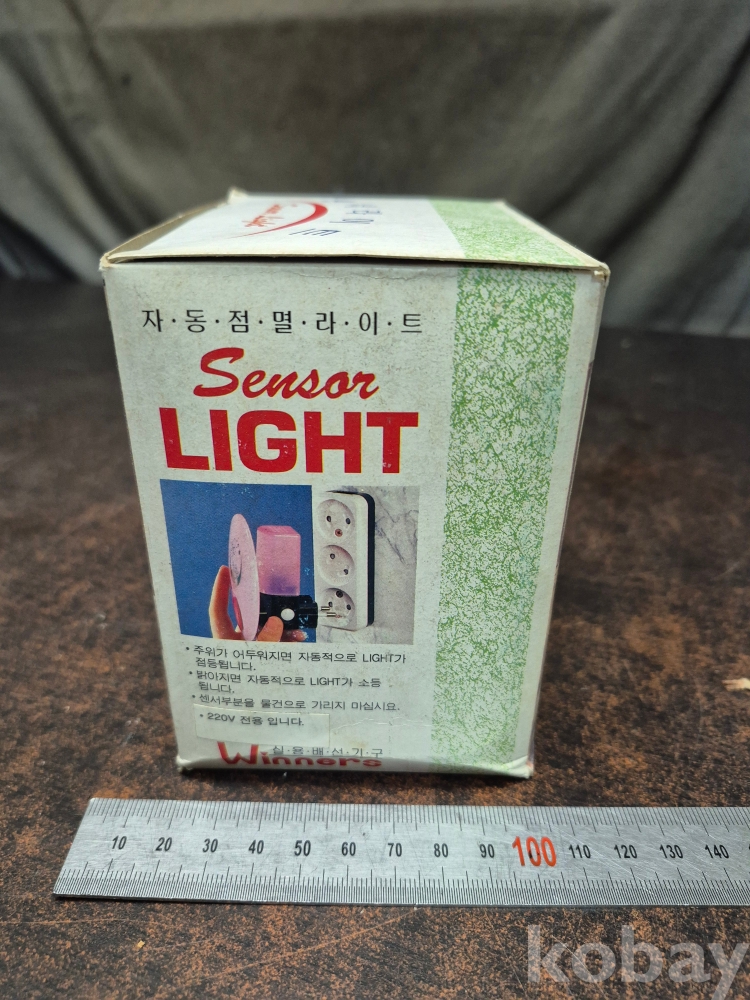 자·동·점·멸·라·이·트
Sensor
LIGHT
• 주위가 어두워지면 자동적으로 LIGHT가
점등됩니다.
• 밝아지면 자동적으로 LIGHT가 소등
됩니다.
• 센서부분을 물건으로 가리지 마십시요.
• 220V 전용 입니다.
실·용·배·선·기·구
Winners
10 20 30 40 50 60 70 80 90 100 110 120 130 140
kobay